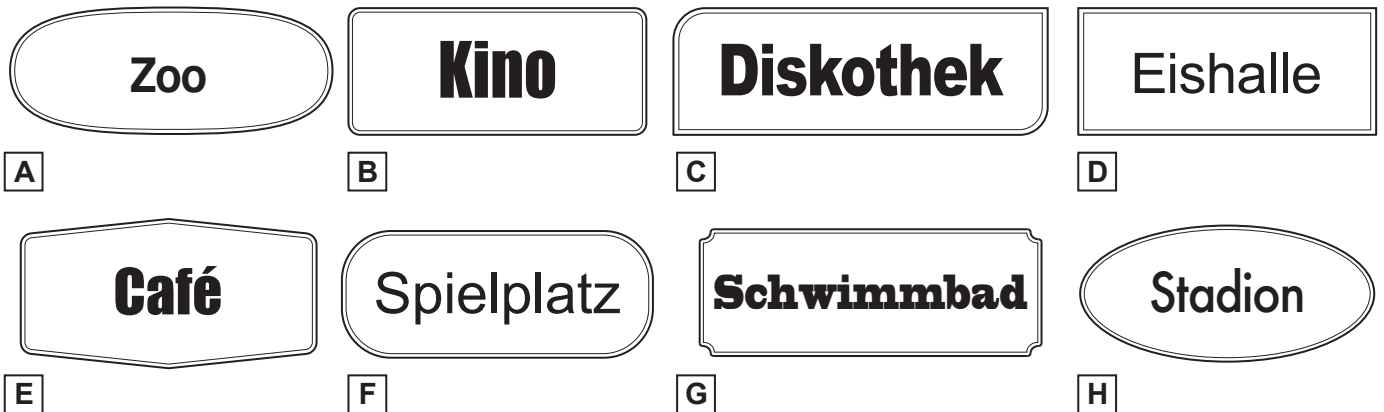 Zoo
Kino
Diskothek
Eishalle
A
B
C
D
Café
Spielplatz
Schwimmbad
Stadion
E
F
G
H